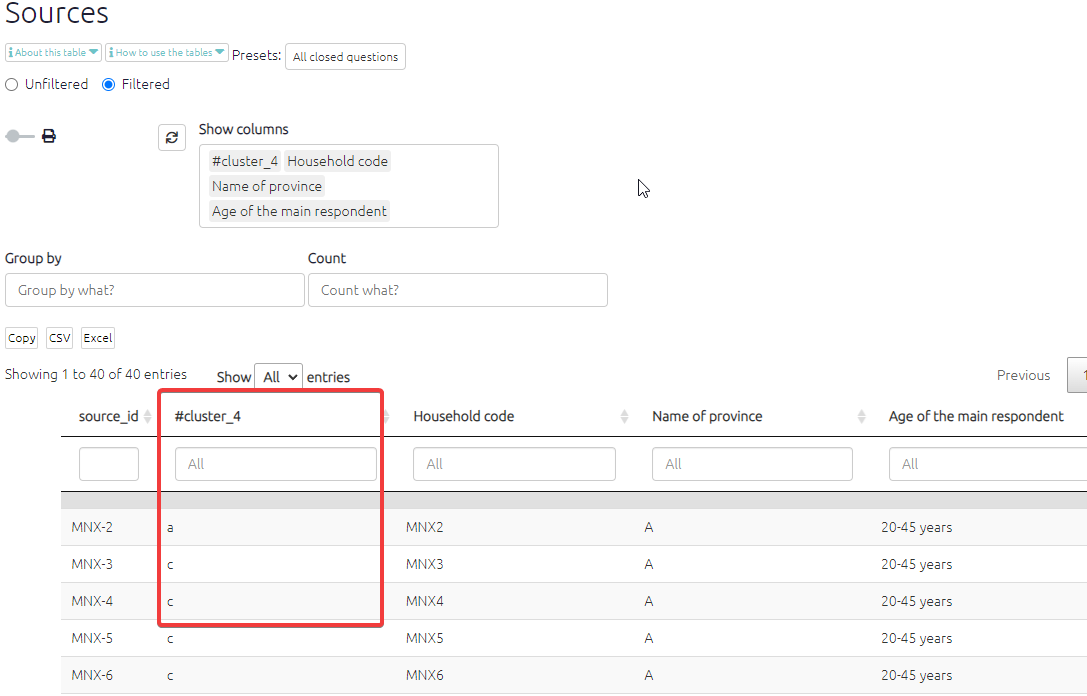 Sources
About this table How to use the tables Presets: All closed questions
Unfiltered Filtered
Show columns
#cluster_4 Household code
Name of province
Age of the main respondent
Group by Count
Group by what? Count what?
Copy CSV Excel
Showing 1 to 40 of 40 entries Show All entries Previous 1
source_id #cluster_4 Household code Name of province Age of the main respondent
All All All All
MNX-2 a MNX2 A 20-45 years
MNX-3 c MNX3 A 20-45 years
MNX-4 c MNX4 A 20-45 years
MNX-5 c MNX5 A 20-45 years
MNX-6 c MNX6 A 20-45 years